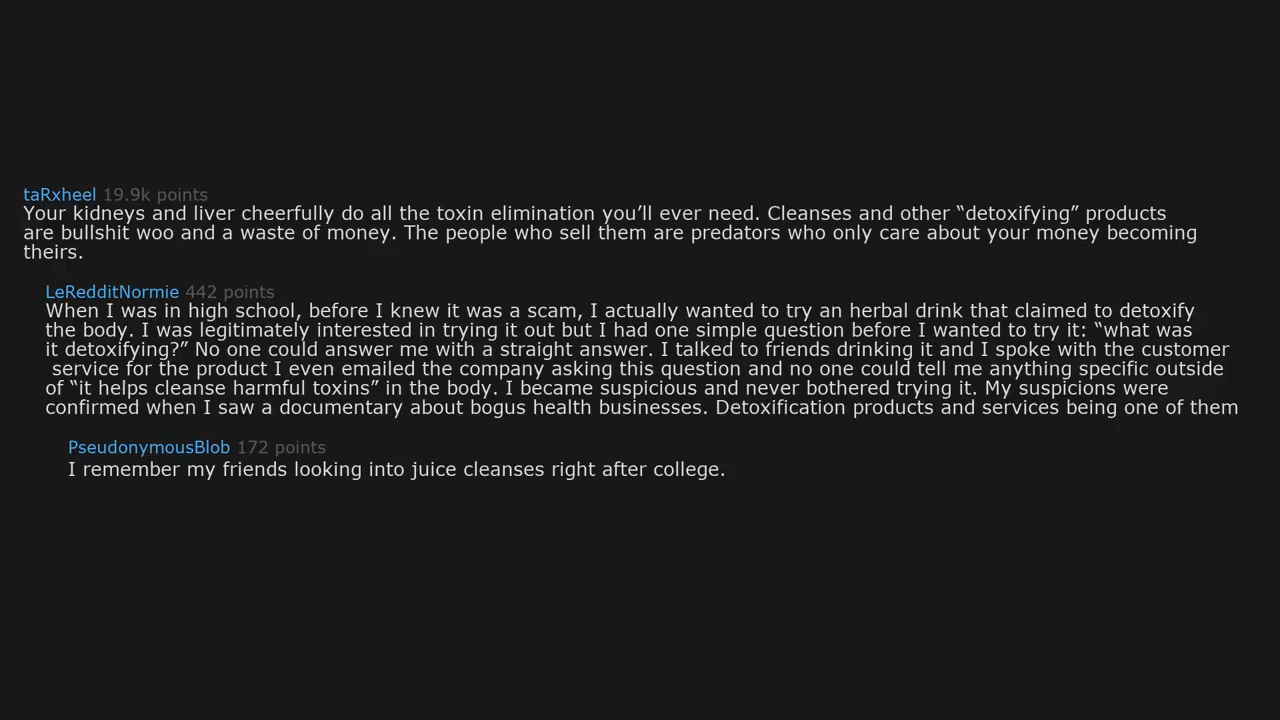 taRxheel 19.9k points
Your kidneys and liver cheerfully do all the toxin elimination you’ll ever need. Cleanses and other “detoxifying” products
are bullshit woo and a waste of money. The people who sell them are predators who only care about your money becoming
theirs.
LeRedditNormie 442 points
When I was in high school, before I knew it was a scam, I actually wanted to try an herbal drink that claimed to detoxify
the body. I was legitimately interested in trying it out but I had one simple question before I wanted to try it: “what was
it detoxifying?” No one could answer me with a straight answer. I talked to friends drinking it and I spoke with the customer
service for the product I even emailed the company asking this question and no one could tell me anything specific outside
of “it helps cleanse harmful toxins” in the body. I became suspicious and never bothered trying it. My suspicions were
confirmed when I saw a documentary about bogus health businesses. Detoxification products and services being one of them
PseudonymousBlob 172 points
I remember my friends looking into juice cleanses right after college.